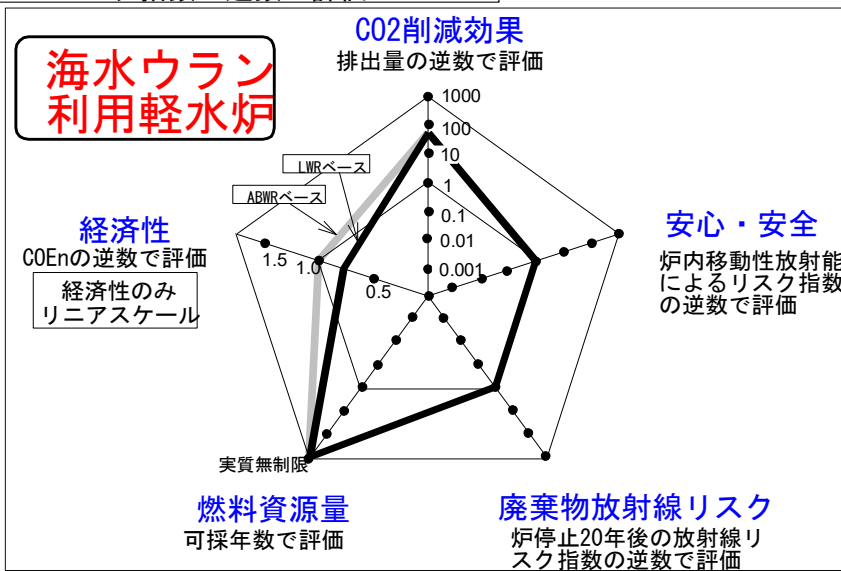 CO2削減効果
排出量の逆数で評価
海水ウラン
利用軽水炉
1000
100
10
1
0.1
0.01
0.001
LWRベース
ABWRベース
経済性
COEnの逆数で評価
経済性のみ
リニアスケール
1.5
1.0
0.5
安心・安全
炉内移動性放射能
によるリスク指数
の逆数で評価
実質無制限
燃料資源量
可採年数で評価
廃棄物放射線リスク
炉停止20年後の放射線リ
スク指数の逆数で評価